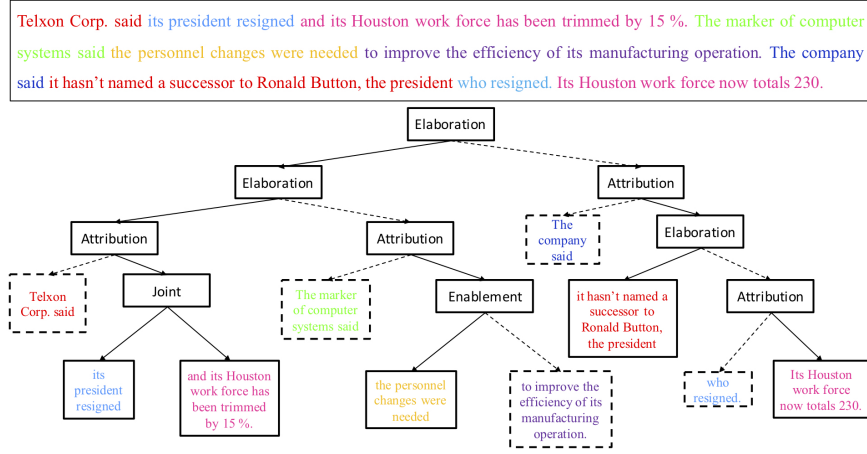 Telxon Corp. said its president resigned and its Houston work force has been trimmed by 15 %. The marker of computer
systems said the personnel changes were needed to improve the efficiency of its manufacturing operation. The company
said it hasn't named a successor to Ronald Button, the president who resigned. Its Houston work force now totals 230.
Elaboration
Elaboration
Attribution
Attribution
Attribution
The
company
said
Elaboration
Telxon
Corp. said
Joint
The marker
of computer
systems said
Enablement
it hasn't named a
successor to
Ronald Button,
the president
Attribution
its
president
resigned
and its Houston
work force has
been trimmed
by 15 %.
the personnel
changes were
needed
to improve the
efficiency of its
manufacturing
operation.
who
resigned.
Its Houston
work force
now totals 230.